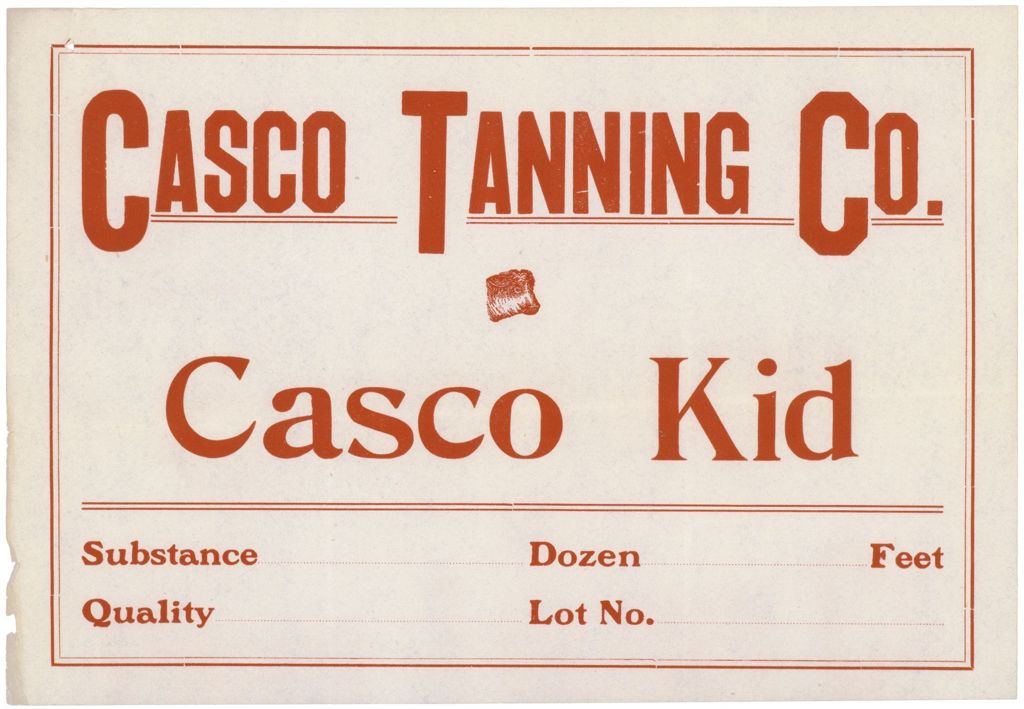 CASCO TANNING CO.
Casco Kid
Substance Dozen Feet
Quality Lot No.